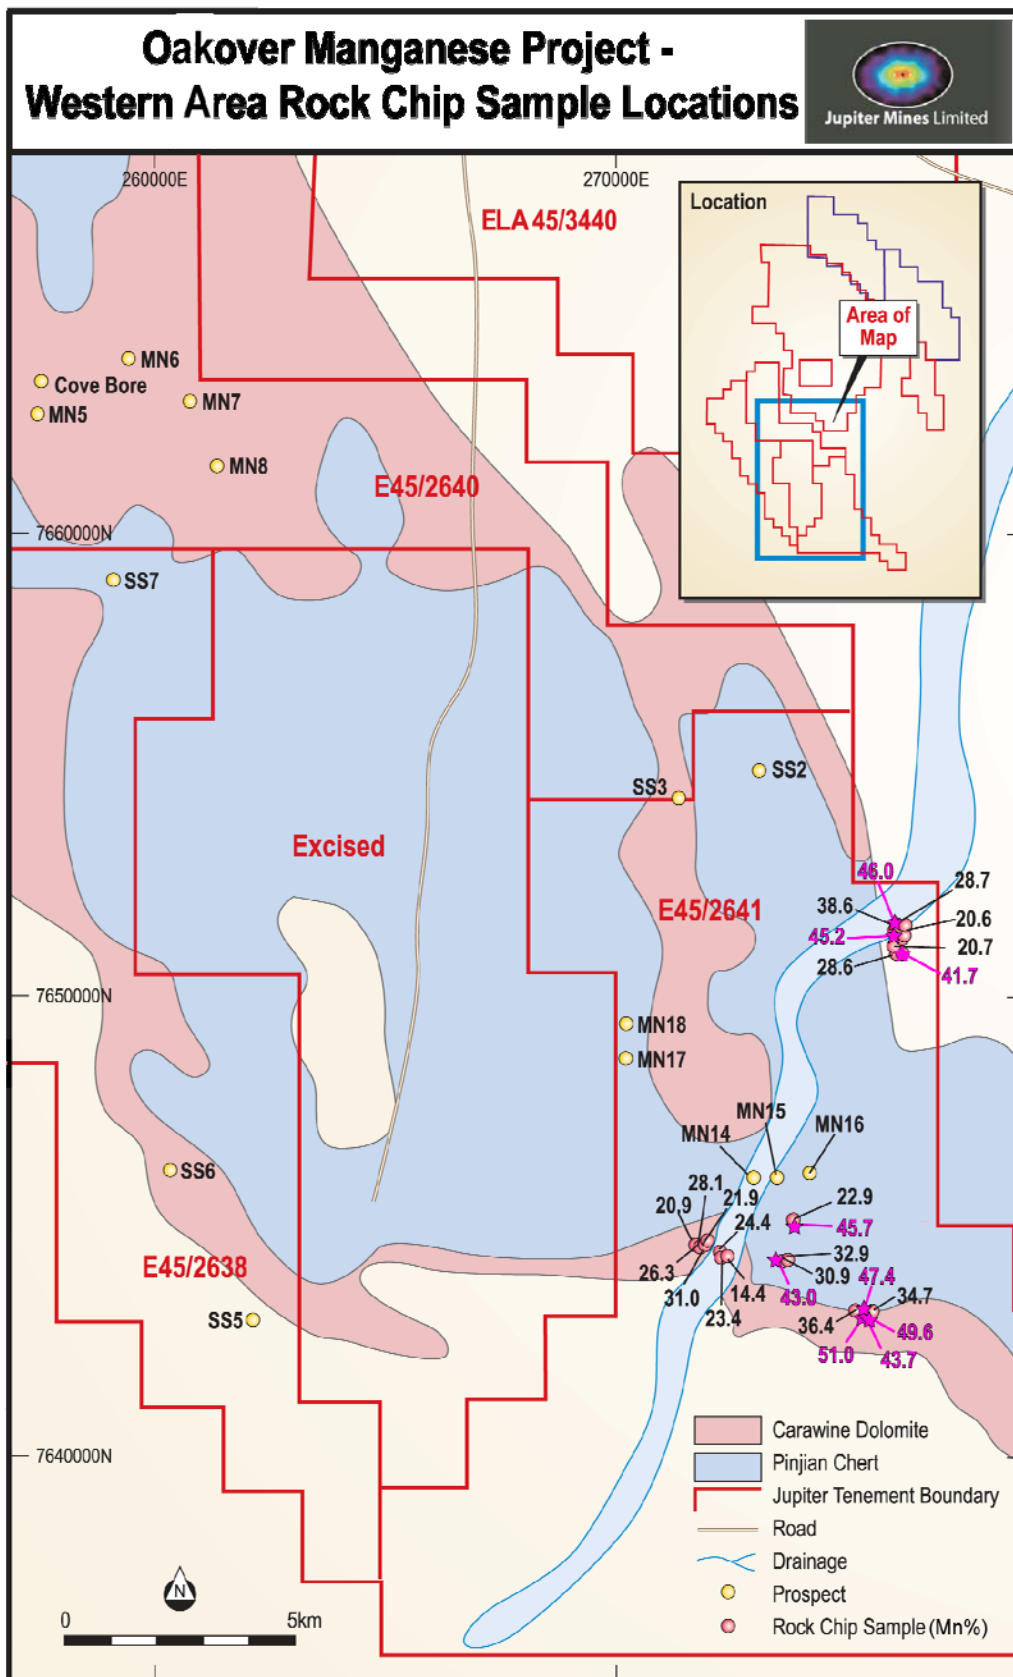 Oakover Manganese Project -
Western Area Rock Chip Sample Locations
Jupiter Mines Limited
260000E
270000E
ELA 45/3440
Location
Area of
Map
MN6
Cove Bore
MN5
MN7
MN8
E45/2640
7660000N
SS7
SS2
SS3
Excised
46.0
28.7
38.6
E45/2641
20.6
45.2
20.7
28.6
41.7
7650000N
MN18
MN17
MN15
MN14
MN16
SS6
28.1
21.9
22.9
20.9
24.4
45.7
E45/2638
26.3
32.9
30.9
47.4
31.0
14.4
43.0
34.7
23.4
36.4
SS5
49.6
51.0
43.7
Carawine Dolomite
Pinjian Chert
7640000N
Jupiter Tenement Boundary
Road
Drainage
N
Prospect
0 5km
Rock Chip Sample (Mn%)